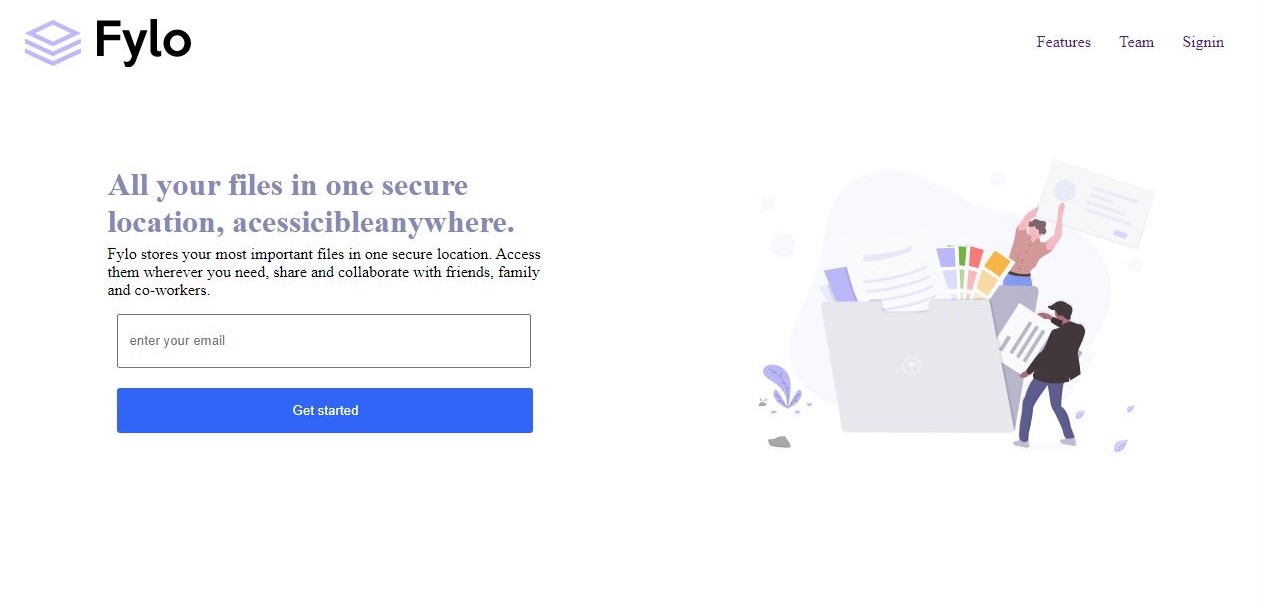 Fylo
Features Team Signin
All your files in one secure
location, acessicibleanywhere.
Fylo stores your most important files in one secure location. Access
them wherever you need, share and collaborate with friends, family
and co-workers.
enter your email
Get started